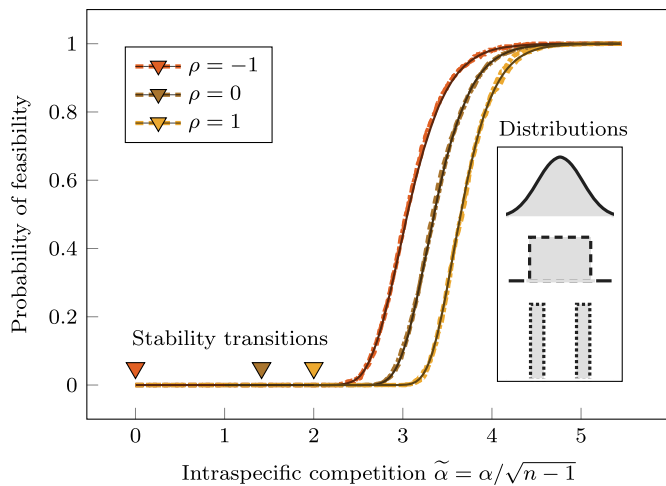 Probability of feasibility
1
0.8
0.6
0.4
0.2
0
ρ = −1
ρ = 0
ρ = 1
Distributions
Stability transitions
0 1 2 3 4 5
Intraspecific competition α̃ = α/√n − 1